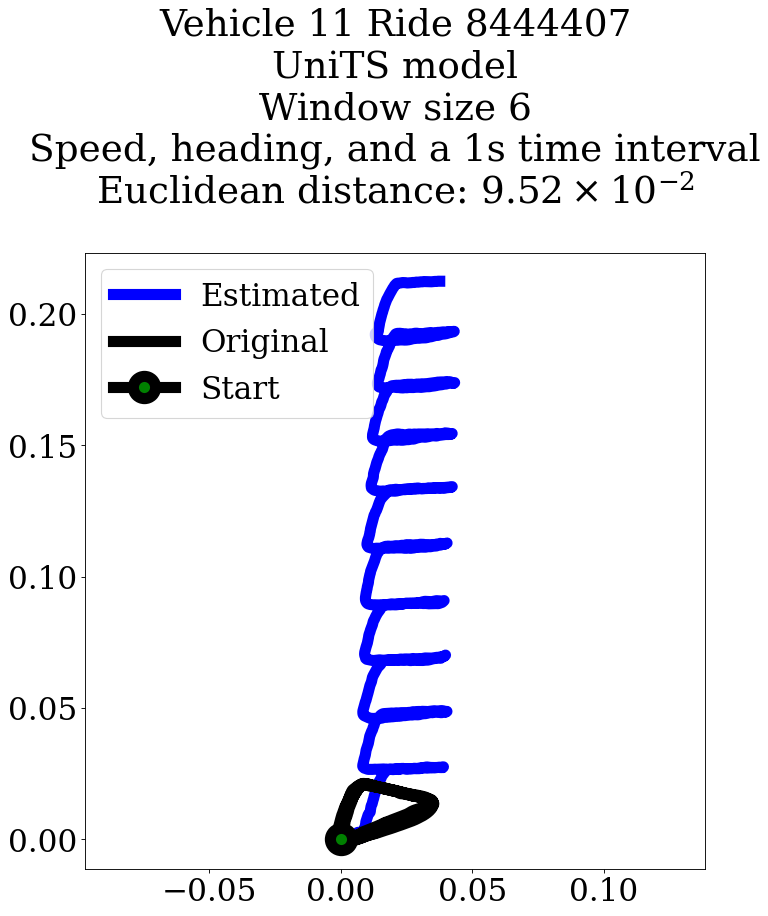 Vehicle 11 Ride 8444407
UniTS model
Window size 6
Speed, heading, and a 1s time interval
Euclidean distance: 9.52 × 10⁻²
Estimated
Original
Start
0.20
0.15
0.10
0.05
0.00
−0.05 0.00 0.05 0.10